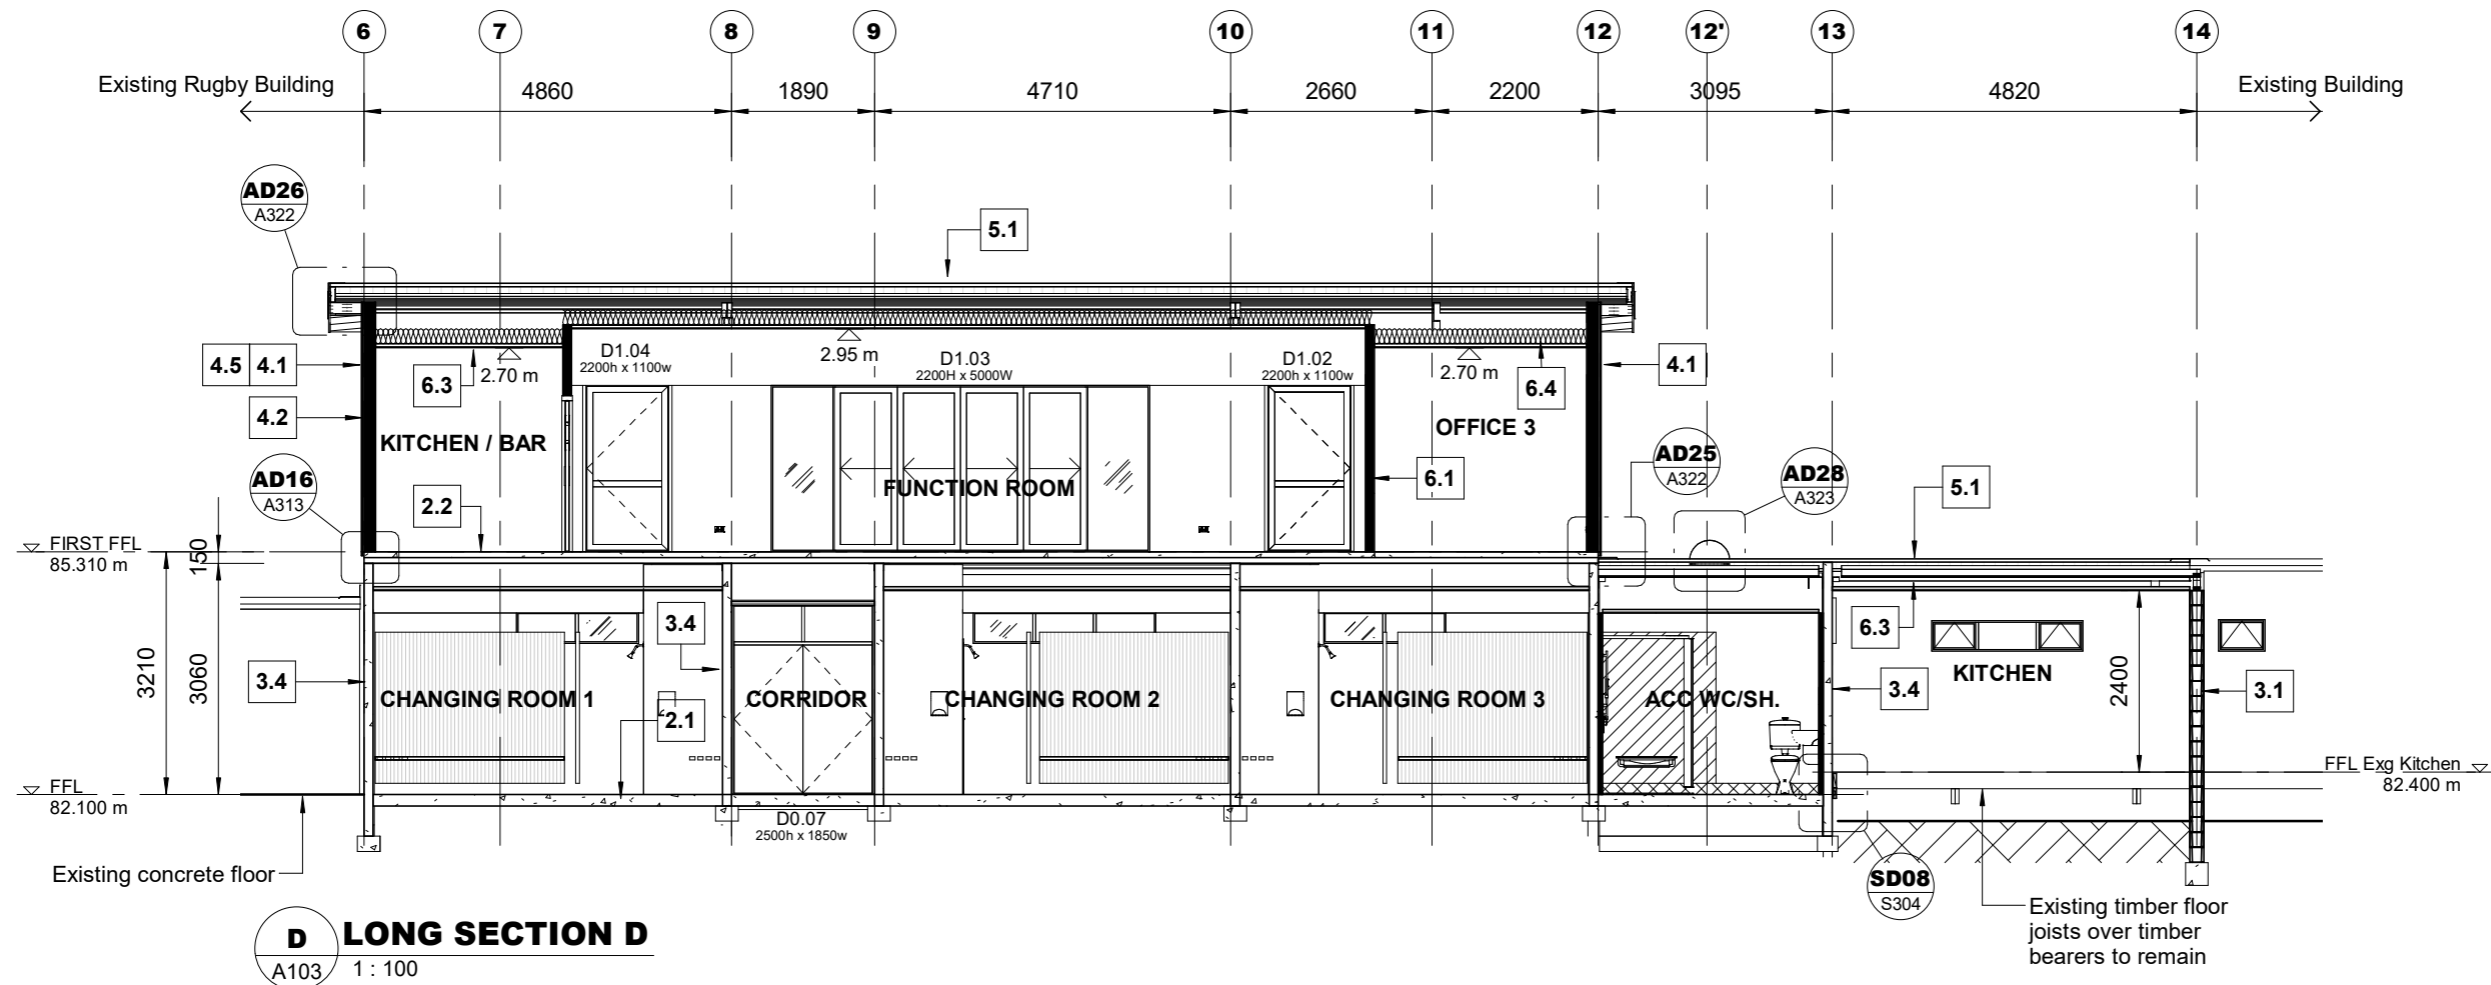 6 7 8 9 10 11 12 12' 13 14
Existing Rugby Building
Existing Building
4860 1890 4710 2660 2200 3095 4820
AD26
A322
5.1
4.5 4.1
4.2
6.3
2.70 m
D1.04
2200h x 1100w
2.95 m
D1.03
2200H x 5000W
D1.02
2200h x 1100w
2.70 m
6.4
4.1
KITCHEN / BAR
FUNCTION ROOM
OFFICE 3
6.1
AD16
A313
2.2
AD25
A322
AD28
A323
5.1
FIRST FFL
85.310 m
150
3210
3060
3.4
3.4
CHANGING ROOM 1
2.1
CORRIDOR
CHANGING ROOM 2
CHANGING ROOM 3
ACC WC/SH.
3.4
6.3
KITCHEN
2400
3.1
FFL
82.100 m
FFL Exg Kitchen
82.400 m
D0.07
2500h x 1850w
Existing concrete floor
SD08
S304
Existing timber floor
joists over timber
bearers to remain
D
A103
LONG SECTION D
1 : 100